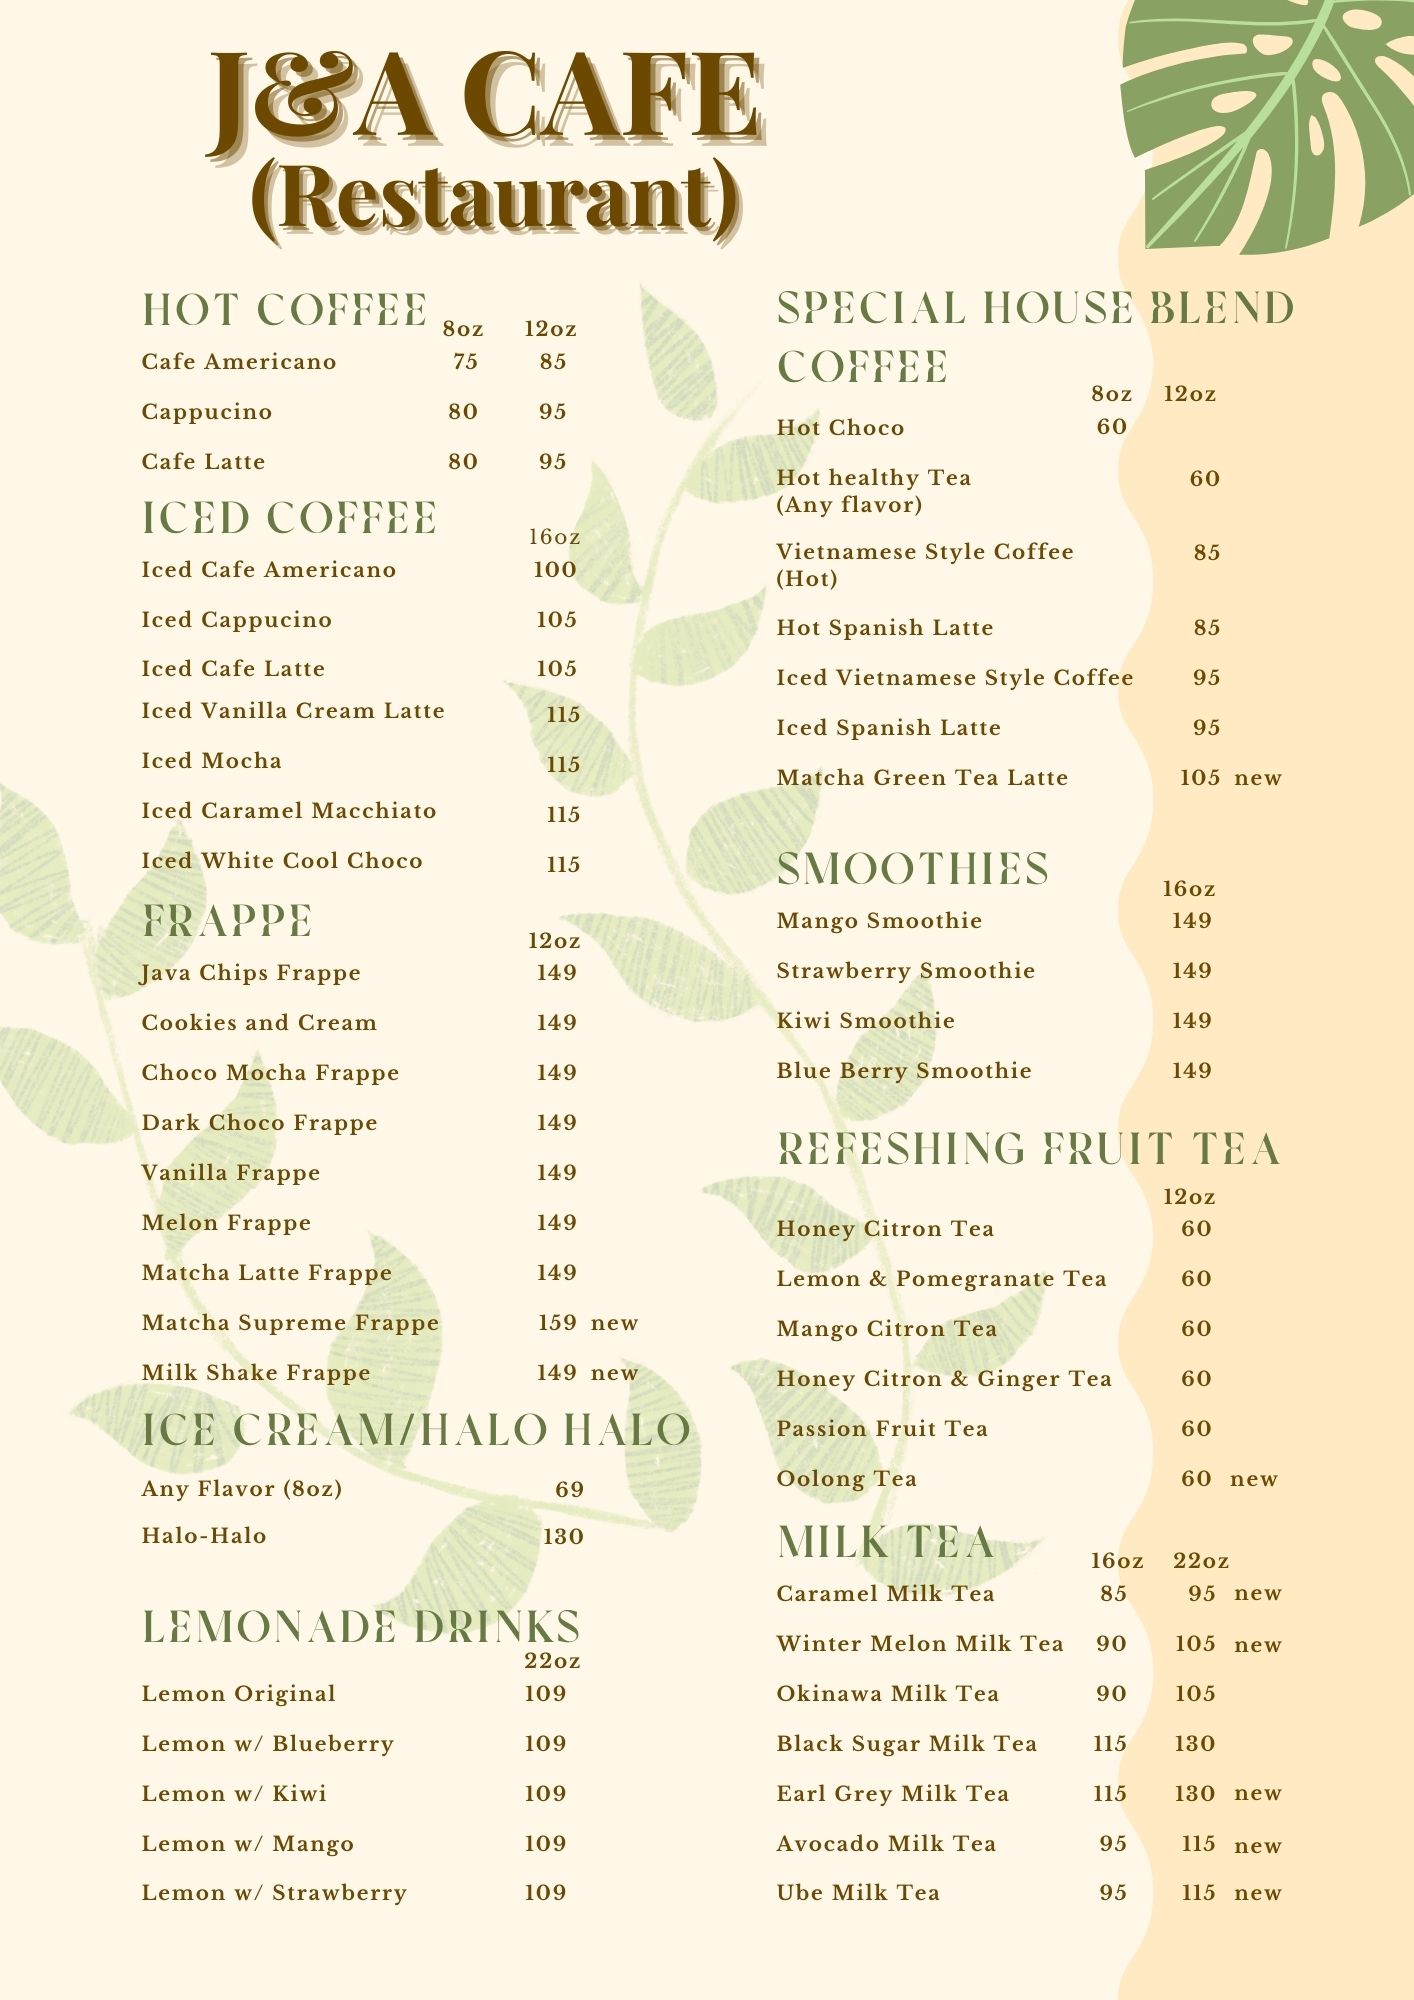 J&A CAFE
(Restaurant)
HOT COFFEE 8oz 12oz
Cafe Americano 75 85
Cappucino 80 95
Cafe Latte 80 95
ICED COFFEE 16oz
Iced Cafe Americano 100
Iced Cappucino 105
Iced Cafe Latte 105
Iced Vanilla Cream Latte 115
Iced Mocha 115
Iced Caramel Macchiato 115
Iced White Cool Choco 115
FRAPPE 12oz
Java Chips Frappe 149
Cookies and Cream 149
Choco Mocha Frappe 149
Dark Choco Frappe 149
Vanilla Frappe 149
Melon Frappe 149
Matcha Latte Frappe 149
Matcha Supreme Frappe 159 new
Milk Shake Frappe 149 new
ICE CREAM/HALO HALO
Any Flavor (8oz) 69
Halo-Halo 130
LEMONADE DRINKS
22oz
Lemon Original 109
Lemon w/ Blueberry 109
Lemon w/ Kiwi 109
Lemon w/ Mango 109
Lemon w/ Strawberry 109
SPECIAL HOUSE BLEND
COFFEE
8oz 12oz
Hot Choco 60
Hot healthy Tea 60
(Any flavor)
Vietnamese Style Coffee 85
(Hot)
Hot Spanish Latte 85
Iced Vietnamese Style Coffee 95
Iced Spanish Latte 95
Matcha Green Tea Latte 105 new
SMOOTHIES 16oz
Mango Smoothie 149
Strawberry Smoothie 149
Kiwi Smoothie 149
Blue Berry Smoothie 149
REFESHING FRUIT TEA
12oz
Honey Citron Tea 60
Lemon & Pomegranate Tea 60
Mango Citron Tea 60
Honey Citron & Ginger Tea 60
Passion Fruit Tea 60
Oolong Tea 60 new
MILK TEA 16oz 22oz
Caramel Milk Tea 85 95 new
Winter Melon Milk Tea 90 105 new
Okinawa Milk Tea 90 105
Black Sugar Milk Tea 115 130
Earl Grey Milk Tea 115 130 new
Avocado Milk Tea 95 115 new
Ube Milk Tea 95 115 new